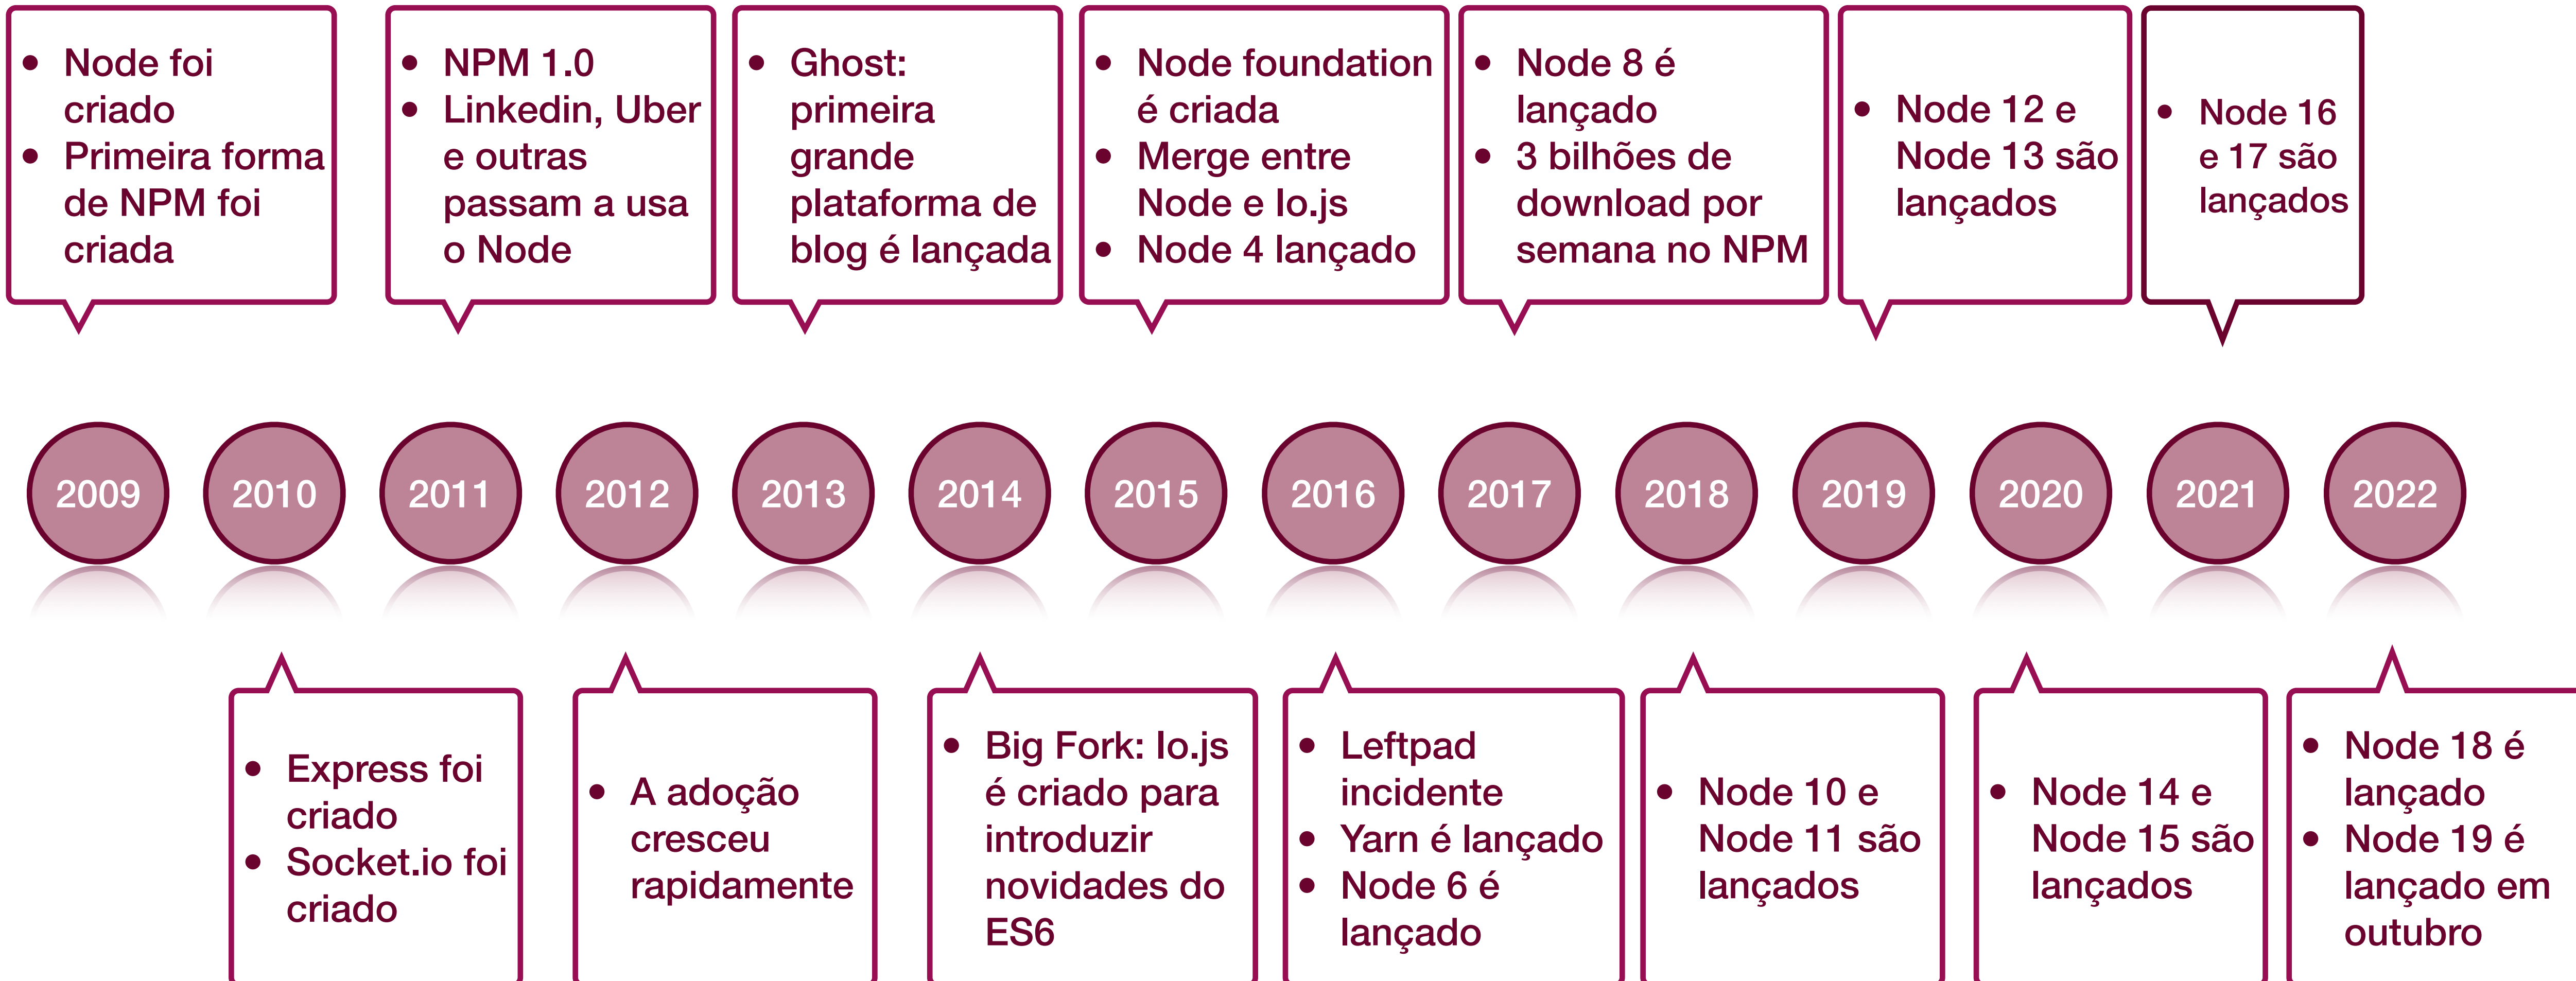 • Node foi
criado
• Primeira forma
de NPM foi
criada
• NPM 1.0
• Linkedin, Uber
e outras
passam a usa
o Node
• Ghost:
primeira
grande
plataforma de
blog é lançada
• Node foundation
é criada
• Merge entre
Node e Io.js
• Node 4 lançado
• Node 8 é
lançado
• 3 bilhões de
download por
semana no NPM
• Node 12 e
Node 13 são
lançados
• Node 16
e 17 são
lançados
2009
2010
2011
2012
2013
2014
2015
2016
2017
2018
2019
2020
2021
2022
• Express foi
criado
• Socket.io foi
criado
• A adoção
cresceu
rapidamente
• Big Fork: Io.js
é criado para
introduzir
novidades do
ES6
• Leftpad
incidente
• Yarn é lançado
• Node 6 é
lançado
• Node 10 e
Node 11 são
lançados
• Node 14 e
Node 15 são
lançados
• Node 18 é
lançado
• Node 19 é
lançado em
outubro